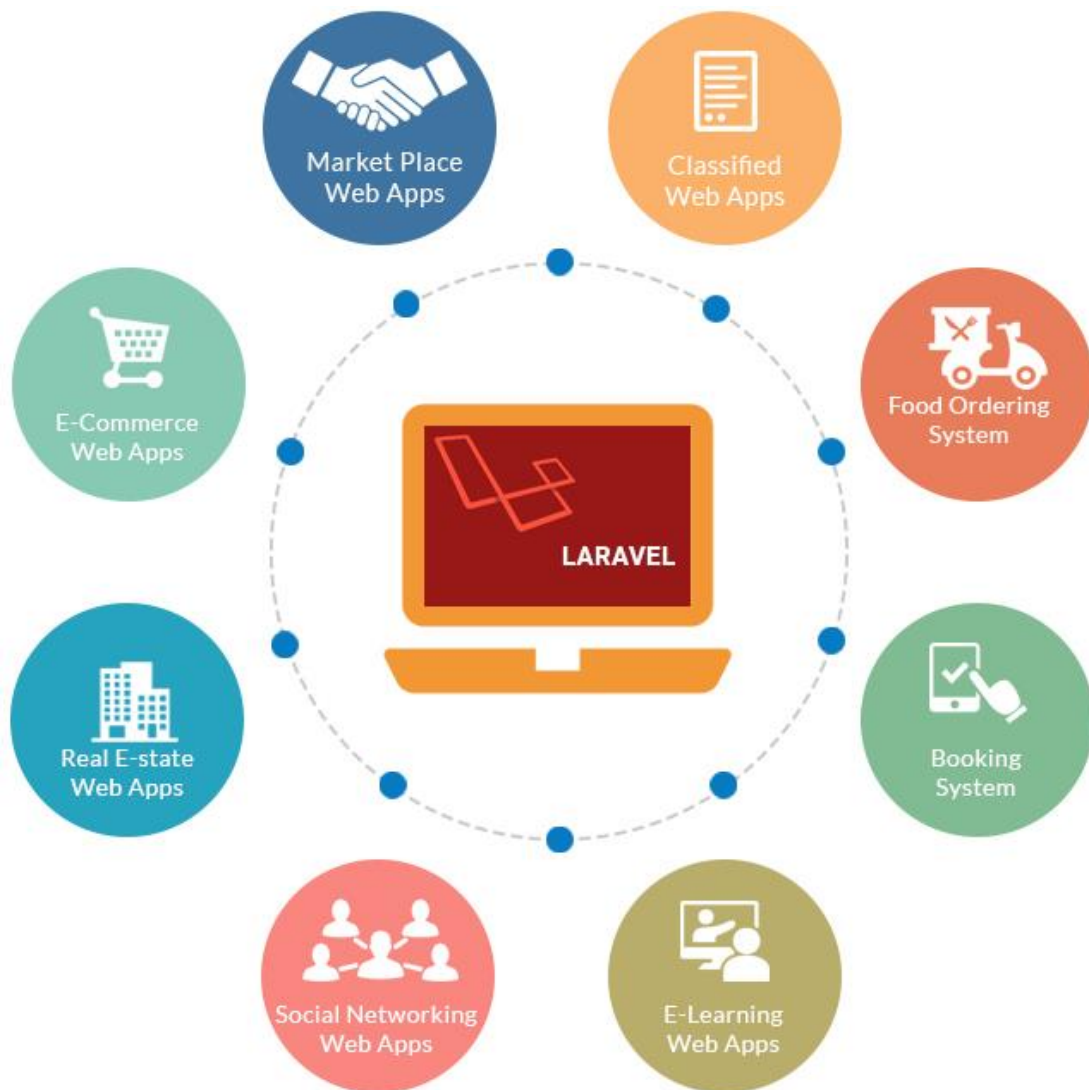 Market Place
Web Apps
Classified
Web Apps
E-Commerce
Web Apps
Food Ordering
System
LARAVEL
Real E-state
Web Apps
Booking
System
Social Networking
Web Apps
E-Learning
Web Apps